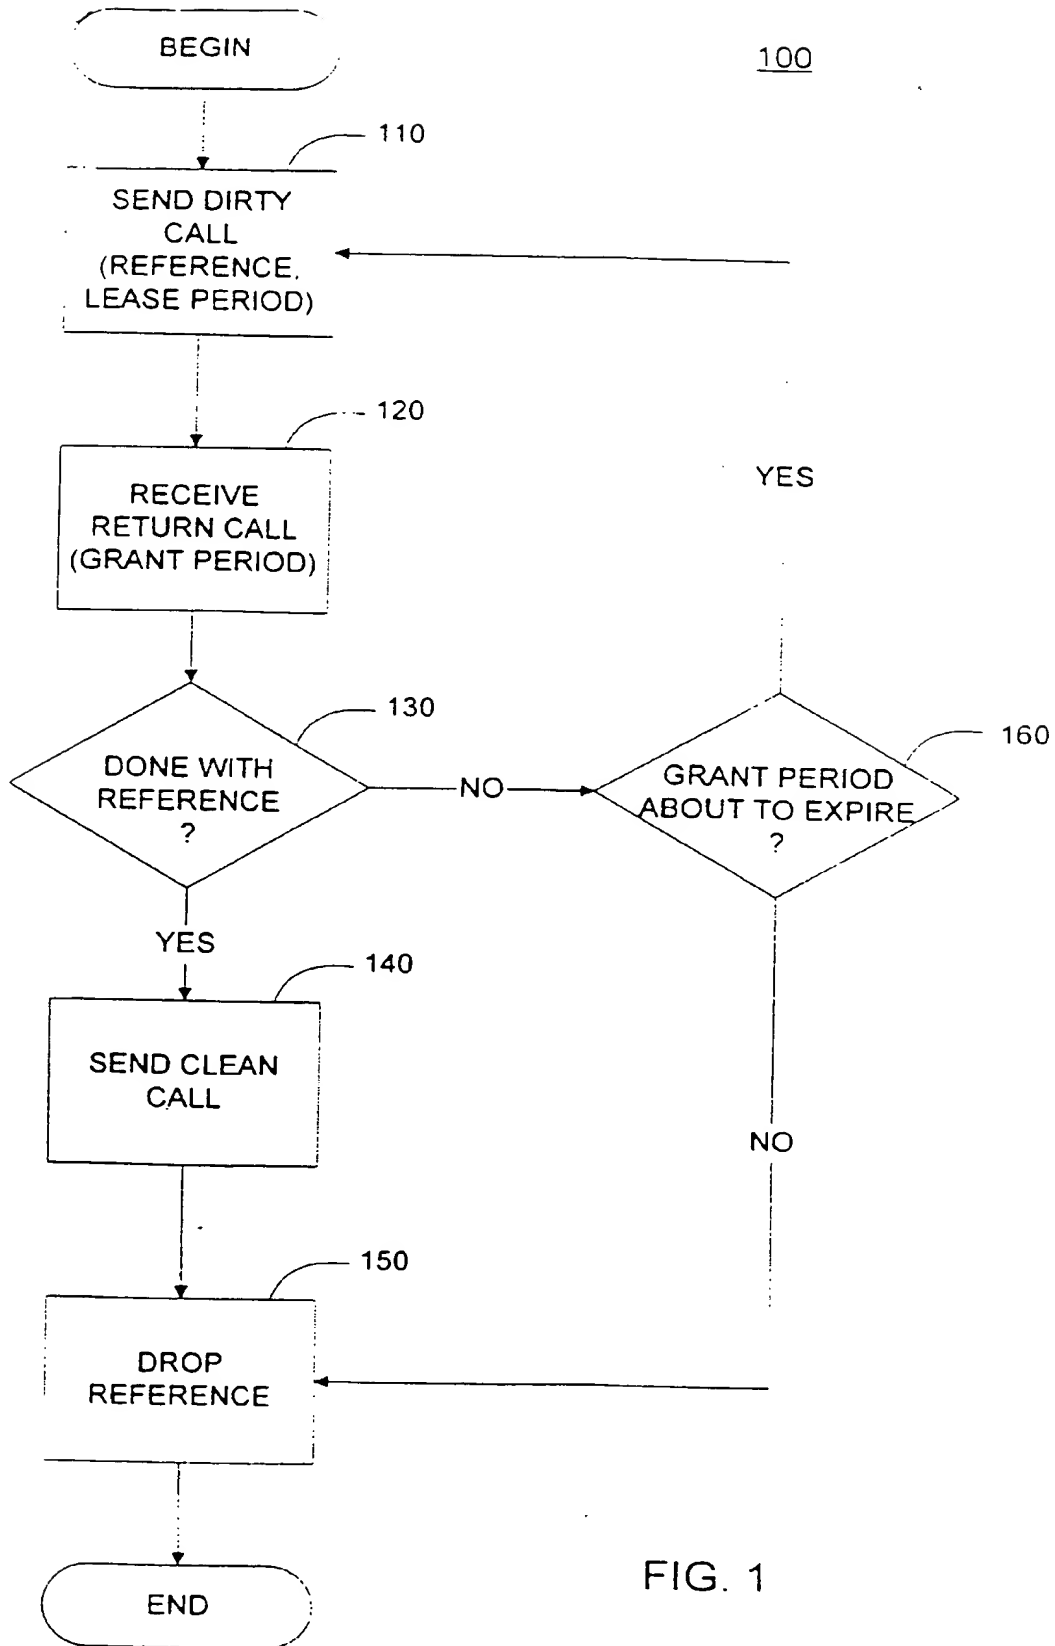 BEGIN
100
110
SEND DIRTY
CALL
(REFERENCE,
LEASE PERIOD)
120
RECEIVE
RETURN CALL
(GRANT PERIOD)
YES
130
DONE WITH
REFERENCE
?
NO
160
GRANT PERIOD
ABOUT TO EXPIRE
?
YES
140
SEND CLEAN
CALL
NO
150
DROP
REFERENCE
END
FIG. 1